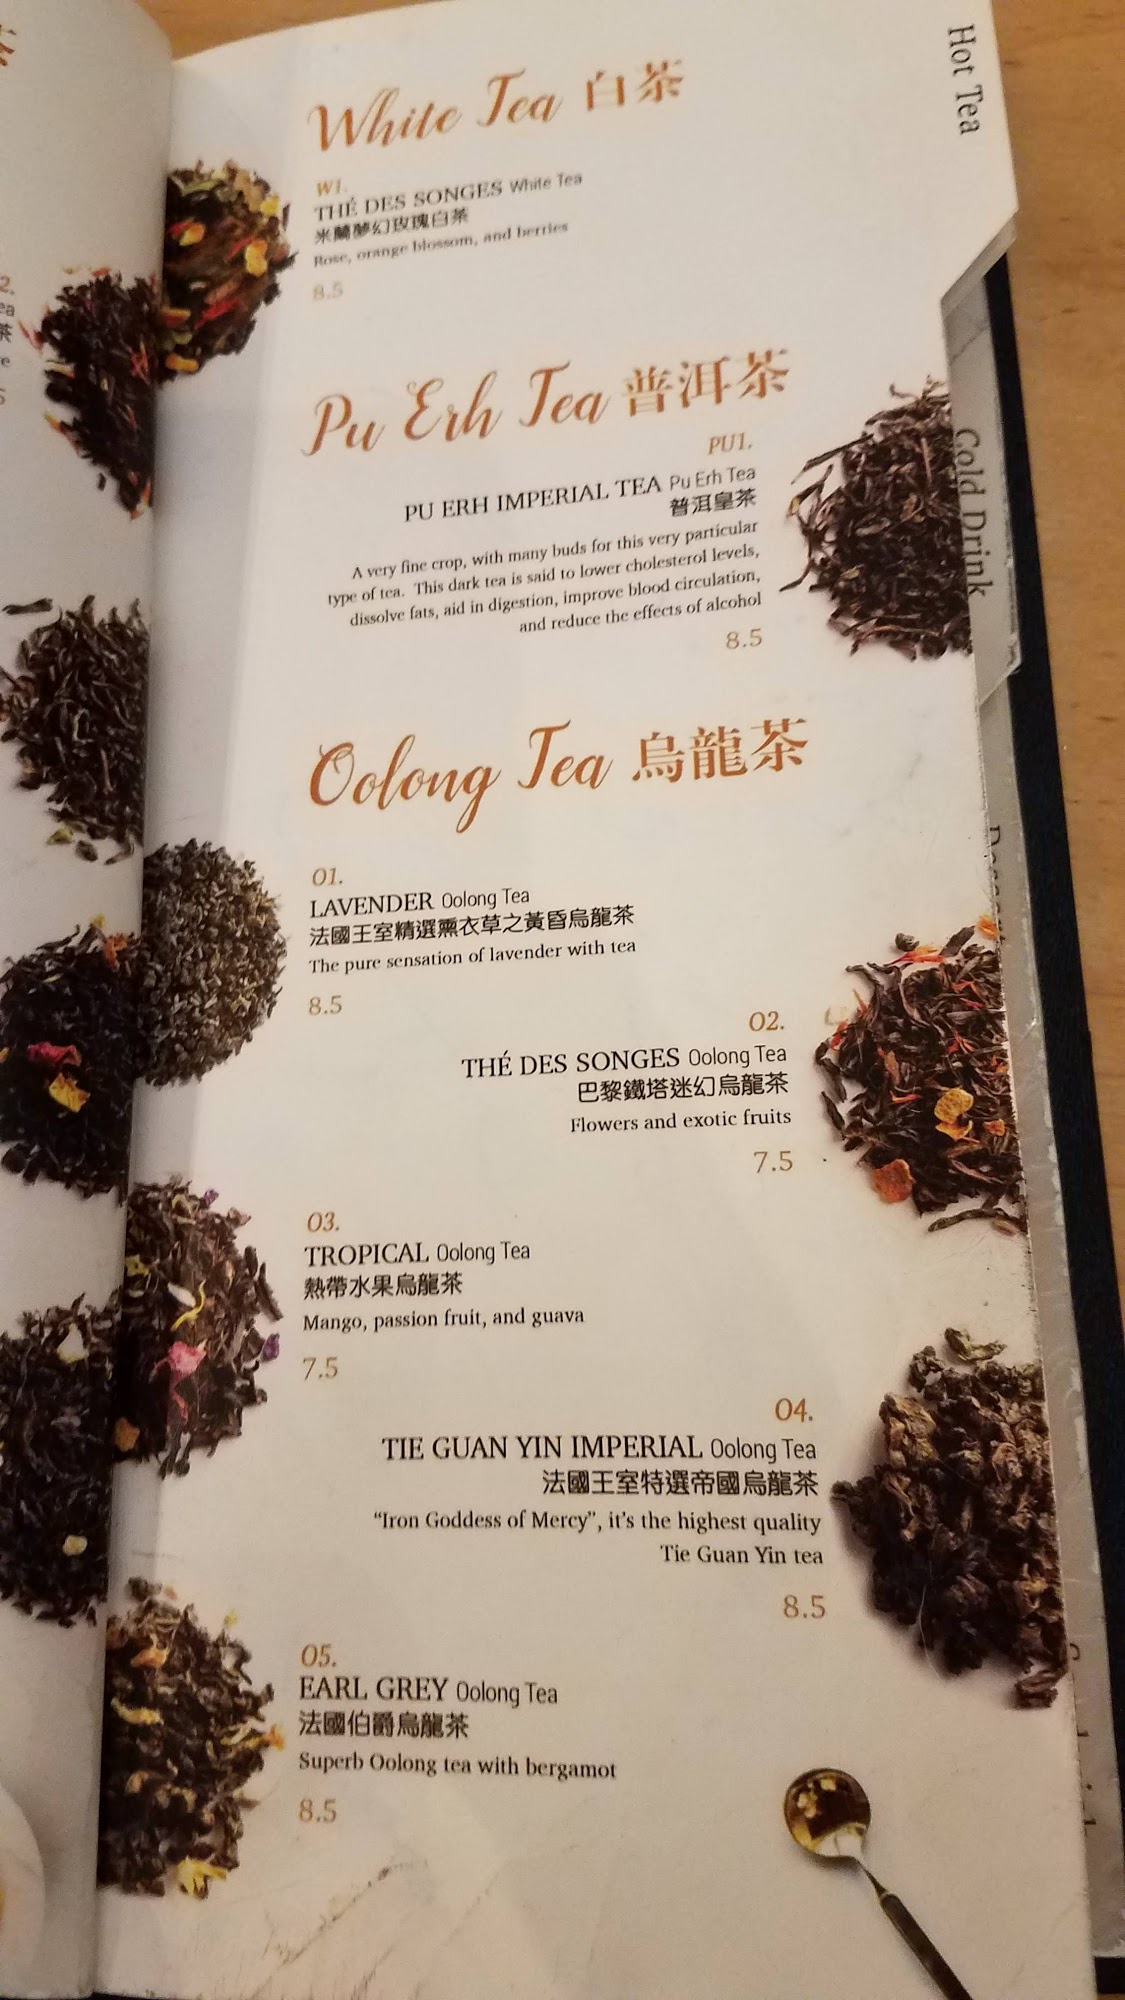 Hot Tea
White Tea 白茶
W1.
THÉ DES SONGES White Tea
米蘭夢幻玫瑰白茶
Rose, orange blossom, and berries
8.5
Pu Erh Tea 普洱茶
PU1.
PU ERH IMPERIAL TEA Pu Erh Tea
普洱皇茶
A very fine crop, with many buds for this very particular
type of tea. This dark tea is said to lower cholesterol levels,
dissolve fats, aid in digestion, improve blood circulation,
and reduce the effects of alcohol
8.5
Cold Drink
Oolong Tea 烏龍茶
O1.
LAVENDER Oolong Tea
法國王室精選熏衣草之黃昏烏龍茶
The pure sensation of lavender with tea
8.5
O2.
THÉ DES SONGES Oolong Tea
巴黎鐵塔迷幻烏龍茶
Flowers and exotic fruits
7.5
O3.
TROPICAL Oolong Tea
熱帶水果烏龍茶
Mango, passion fruit, and guava
7.5
O4.
TIE GUAN YIN IMPERIAL Oolong Tea
法國王室特選帝國烏龍茶
“Iron Goddess of Mercy”, it's the highest quality
Tie Guan Yin tea
8.5
O5.
EARL GREY Oolong Tea
法國伯爵烏龍茶
Superb Oolong tea with bergamot
8.5